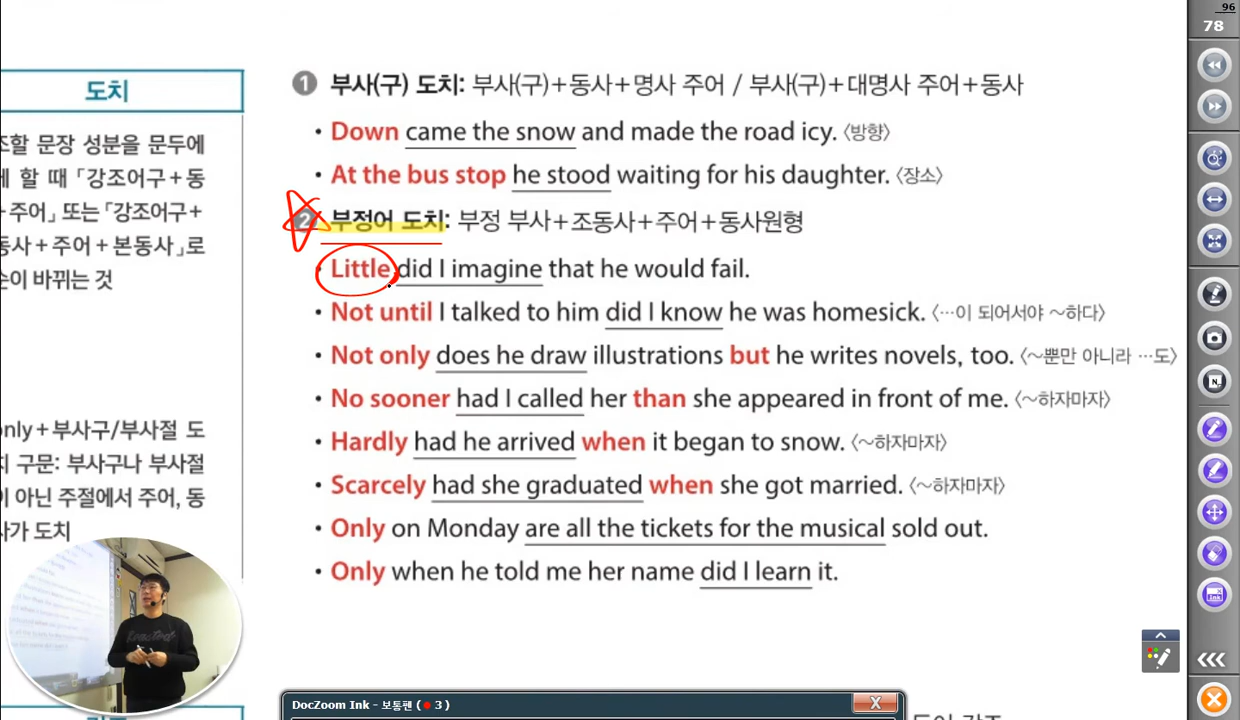 96
78
도치
조할 문장 성분을 문두에
에 할 때 「강조어구+동
+주어」 또는 「강조어구+
동사+주어+본동사」로
순이 바뀌는 것
only+부사구/부사절 도
치 구문: 부사구나 부사절
이 아닌 주절에서 주어, 동
사가 도치
1 부사(구) 도치: 부사(구)+동사+명사 주어 / 부사(구)+대명사 주어+동사
• Down came the snow and made the road icy. 〈방향〉
• At the bus stop he stood waiting for his daughter. 〈장소〉
2 부정어 도치: 부정 부사+조동사+주어+동사원형
• Little did I imagine that he would fail.
• Not until I talked to him did I know he was homesick. 〈…이 되어서야 ~하다〉
• Not only does he draw illustrations but he writes novels, too. 〈~뿐만 아니라 …도〉
• No sooner had I called her than she appeared in front of me. 〈~하자마자〉
• Hardly had he arrived when it began to snow. 〈~하자마자〉
• Scarcely had she graduated when she got married. 〈~하자마자〉
• Only on Monday are all the tickets for the musical sold out.
• Only when he told me her name did I learn it.
DocZoom Ink - 보통펜 ( 3 )